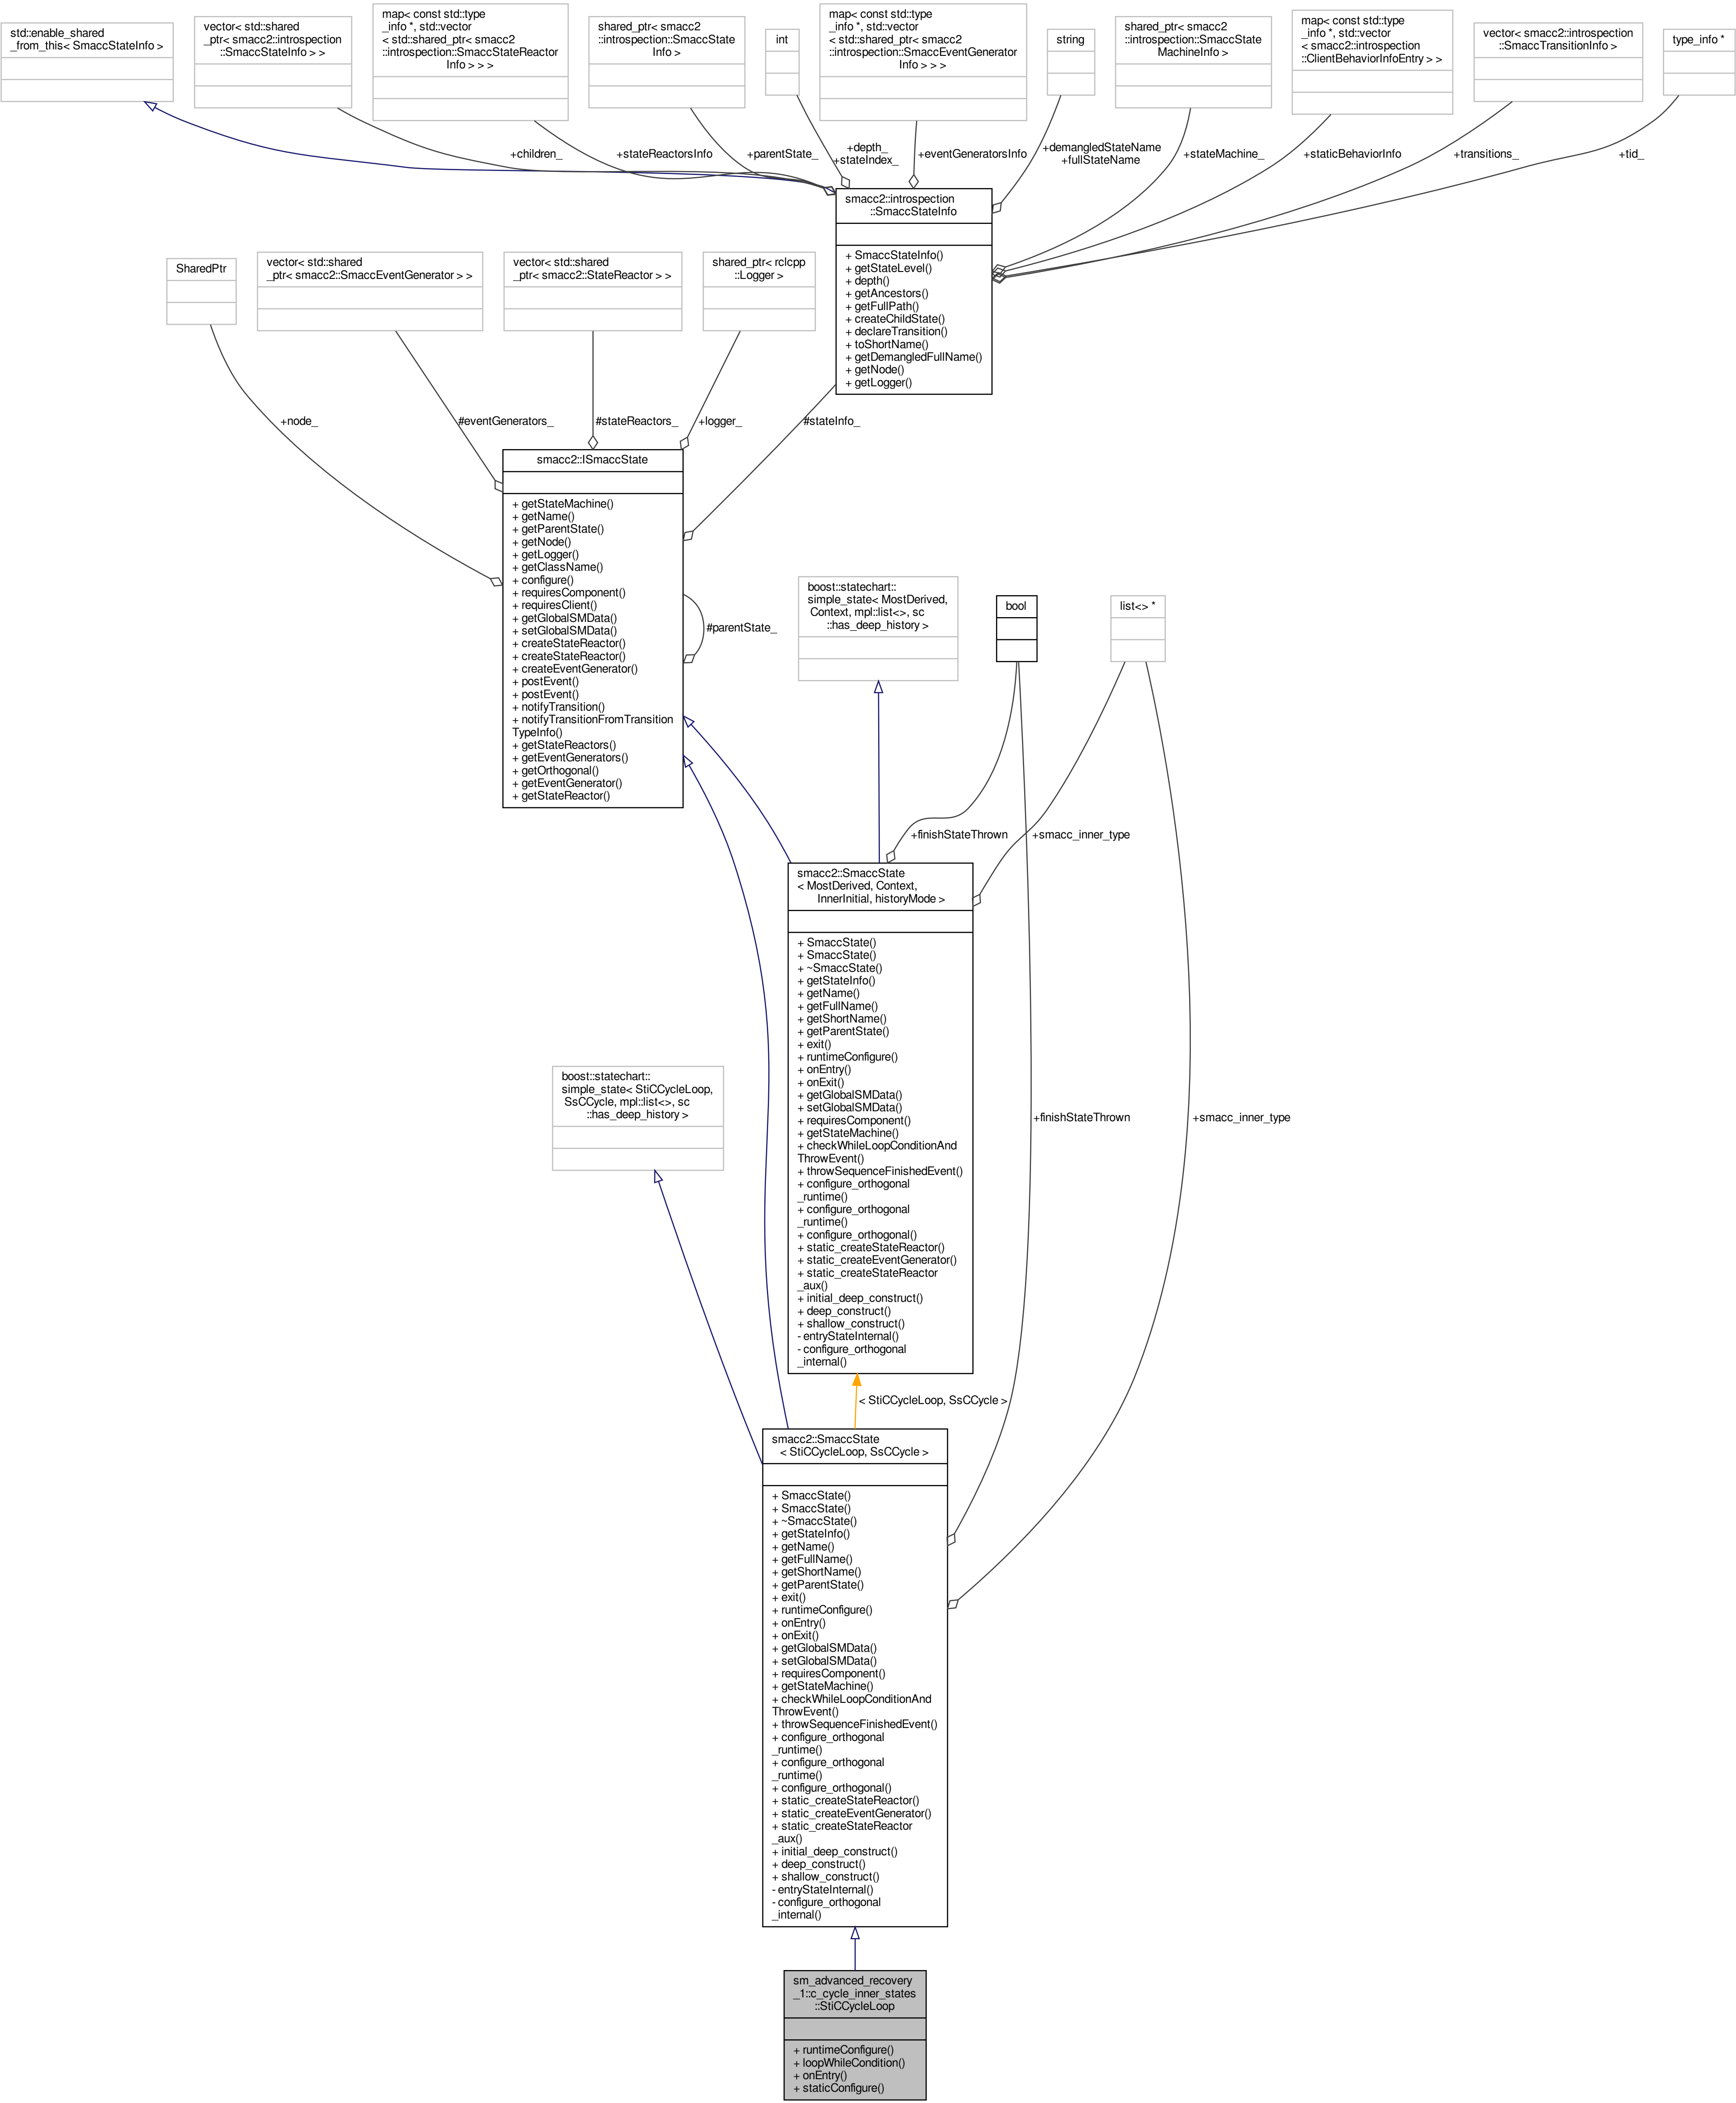 std::enable_shared
_from_this< SmaccStateInfo >
vector< std::shared
_ptr< smacc2::introspection
::SmaccStateInfo > >
map< const std::type
_info *, std::vector
< std::shared_ptr< smacc2
::introspection::SmaccStateReactor
Info > > >
shared_ptr< smacc2
::introspection::SmaccState
Info >
int
map< const std::type
_info *, std::vector
< std::shared_ptr< smacc2
::introspection::SmaccEventGenerator
Info > > >
string
shared_ptr< smacc2
::introspection::SmaccState
MachineInfo >
map< const std::type
_info *, std::vector
< smacc2::introspection
::ClientBehaviorInfoEntry > >
vector< smacc2::introspection
::SmaccTransitionInfo >
type_info *
+children_
+stateReactorsInfo
+parentState_
+depth_
+stateIndex_
+eventGeneratorsInfo
+demangledStateName
+fullStateName
+stateMachine_
+staticBehaviorInfo
+transitions_
+tid_
smacc2::introspection
::SmaccStateInfo
+ SmaccStateInfo()
+ getStateLevel()
+ depth()
+ getAncestors()
+ getFullPath()
+ createChildState()
+ declareTransition()
+ toShortName()
+ getDemangledFullName()
+ getNode()
+ getLogger()
SharedPtr
vector< std::shared
_ptr< smacc2::SmaccEventGenerator > >
vector< std::shared
_ptr< smacc2::StateReactor > >
shared_ptr< rclcpp
::Logger >
+node_
#eventGenerators_
#stateReactors_
+logger_
#stateInfo_
smacc2::ISmaccState
+ getStateMachine()
+ getName()
+ getParentState()
+ getNode()
+ getLogger()
+ getClassName()
+ configure()
+ requiresComponent()
+ requiresClient()
+ getGlobalSMData()
+ setGlobalSMData()
+ createStateReactor()
+ createStateReactor()
+ createEventGenerator()
+ postEvent()
+ postEvent()
+ notifyTransition()
+ notifyTransitionFromTransition
TypeInfo()
+ getStateReactors()
+ getEventGenerators()
+ getOrthogonal()
+ getEventGenerator()
+ getStateReactor()
#parentState_
boost::statechart::
simple_state< MostDerived,
Context, mpl::list<>, sc
::has_deep_history >
bool
list<> *
+finishStateThrown
+smacc_inner_type
smacc2::SmaccState
< MostDerived, Context,
InnerInitial, historyMode >
+ SmaccState()
+ SmaccState()
+ ~SmaccState()
+ getStateInfo()
+ getName()
+ getFullName()
+ getShortName()
+ getParentState()
+ exit()
+ runtimeConfigure()
+ onEntry()
+ onExit()
+ getGlobalSMData()
+ setGlobalSMData()
+ requiresComponent()
+ getStateMachine()
+ checkWhileLoopConditionAnd
ThrowEvent()
+ throwSequenceFinishedEvent()
+ configure_orthogonal
_runtime()
+ configure_orthogonal
_runtime()
+ configure_orthogonal()
+ static_createStateReactor()
+ static_createEventGenerator()
+ static_createStateReactor
_aux()
+ initial_deep_construct()
+ deep_construct()
+ shallow_construct()
- entryStateInternal()
- configure_orthogonal
_internal()
boost::statechart::
simple_state< StiCCycleLoop,
SsCCycle, mpl::list<>, sc
::has_deep_history >
+finishStateThrown
+smacc_inner_type
< StiCCycleLoop, SsCCycle >
smacc2::SmaccState
< StiCCycleLoop, SsCCycle >
+ SmaccState()
+ SmaccState()
+ ~SmaccState()
+ getStateInfo()
+ getName()
+ getFullName()
+ getShortName()
+ getParentState()
+ exit()
+ runtimeConfigure()
+ onEntry()
+ onExit()
+ getGlobalSMData()
+ setGlobalSMData()
+ requiresComponent()
+ getStateMachine()
+ checkWhileLoopConditionAnd
ThrowEvent()
+ throwSequenceFinishedEvent()
+ configure_orthogonal
_runtime()
+ configure_orthogonal
_runtime()
+ configure_orthogonal()
+ static_createStateReactor()
+ static_createEventGenerator()
+ static_createStateReactor
_aux()
+ initial_deep_construct()
+ deep_construct()
+ shallow_construct()
- entryStateInternal()
- configure_orthogonal
_internal()
sm_advanced_recovery
_1::c_cycle_inner_states
::StiCCycleLoop
+ runtimeConfigure()
+ loopWhileCondition()
+ onEntry()
+ staticConfigure()